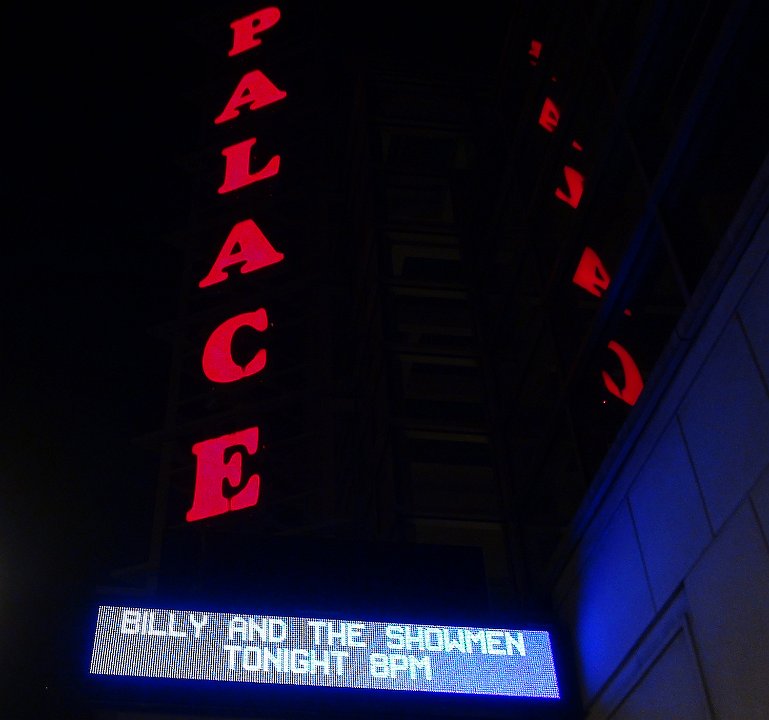 PALACE
BILLY AND THE SHOWMEN
TONIGHT 8PM